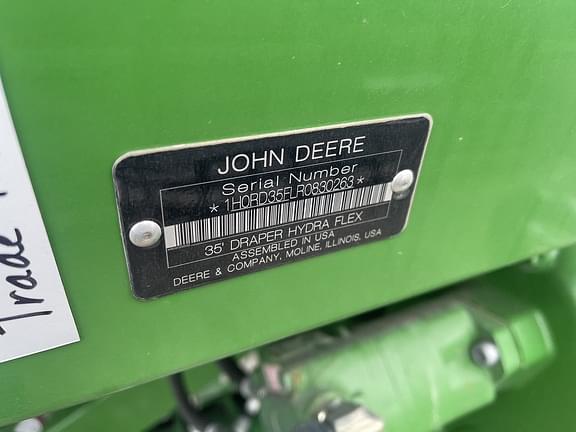 JOHN DEERE
Serial Number
*1H0RD35FLR0830263*
35' DRAPER HYDRA FLEX
ASSEMBLED IN USA
DEERE & COMPANY, MOLINE, ILLINOIS, USA
Trade